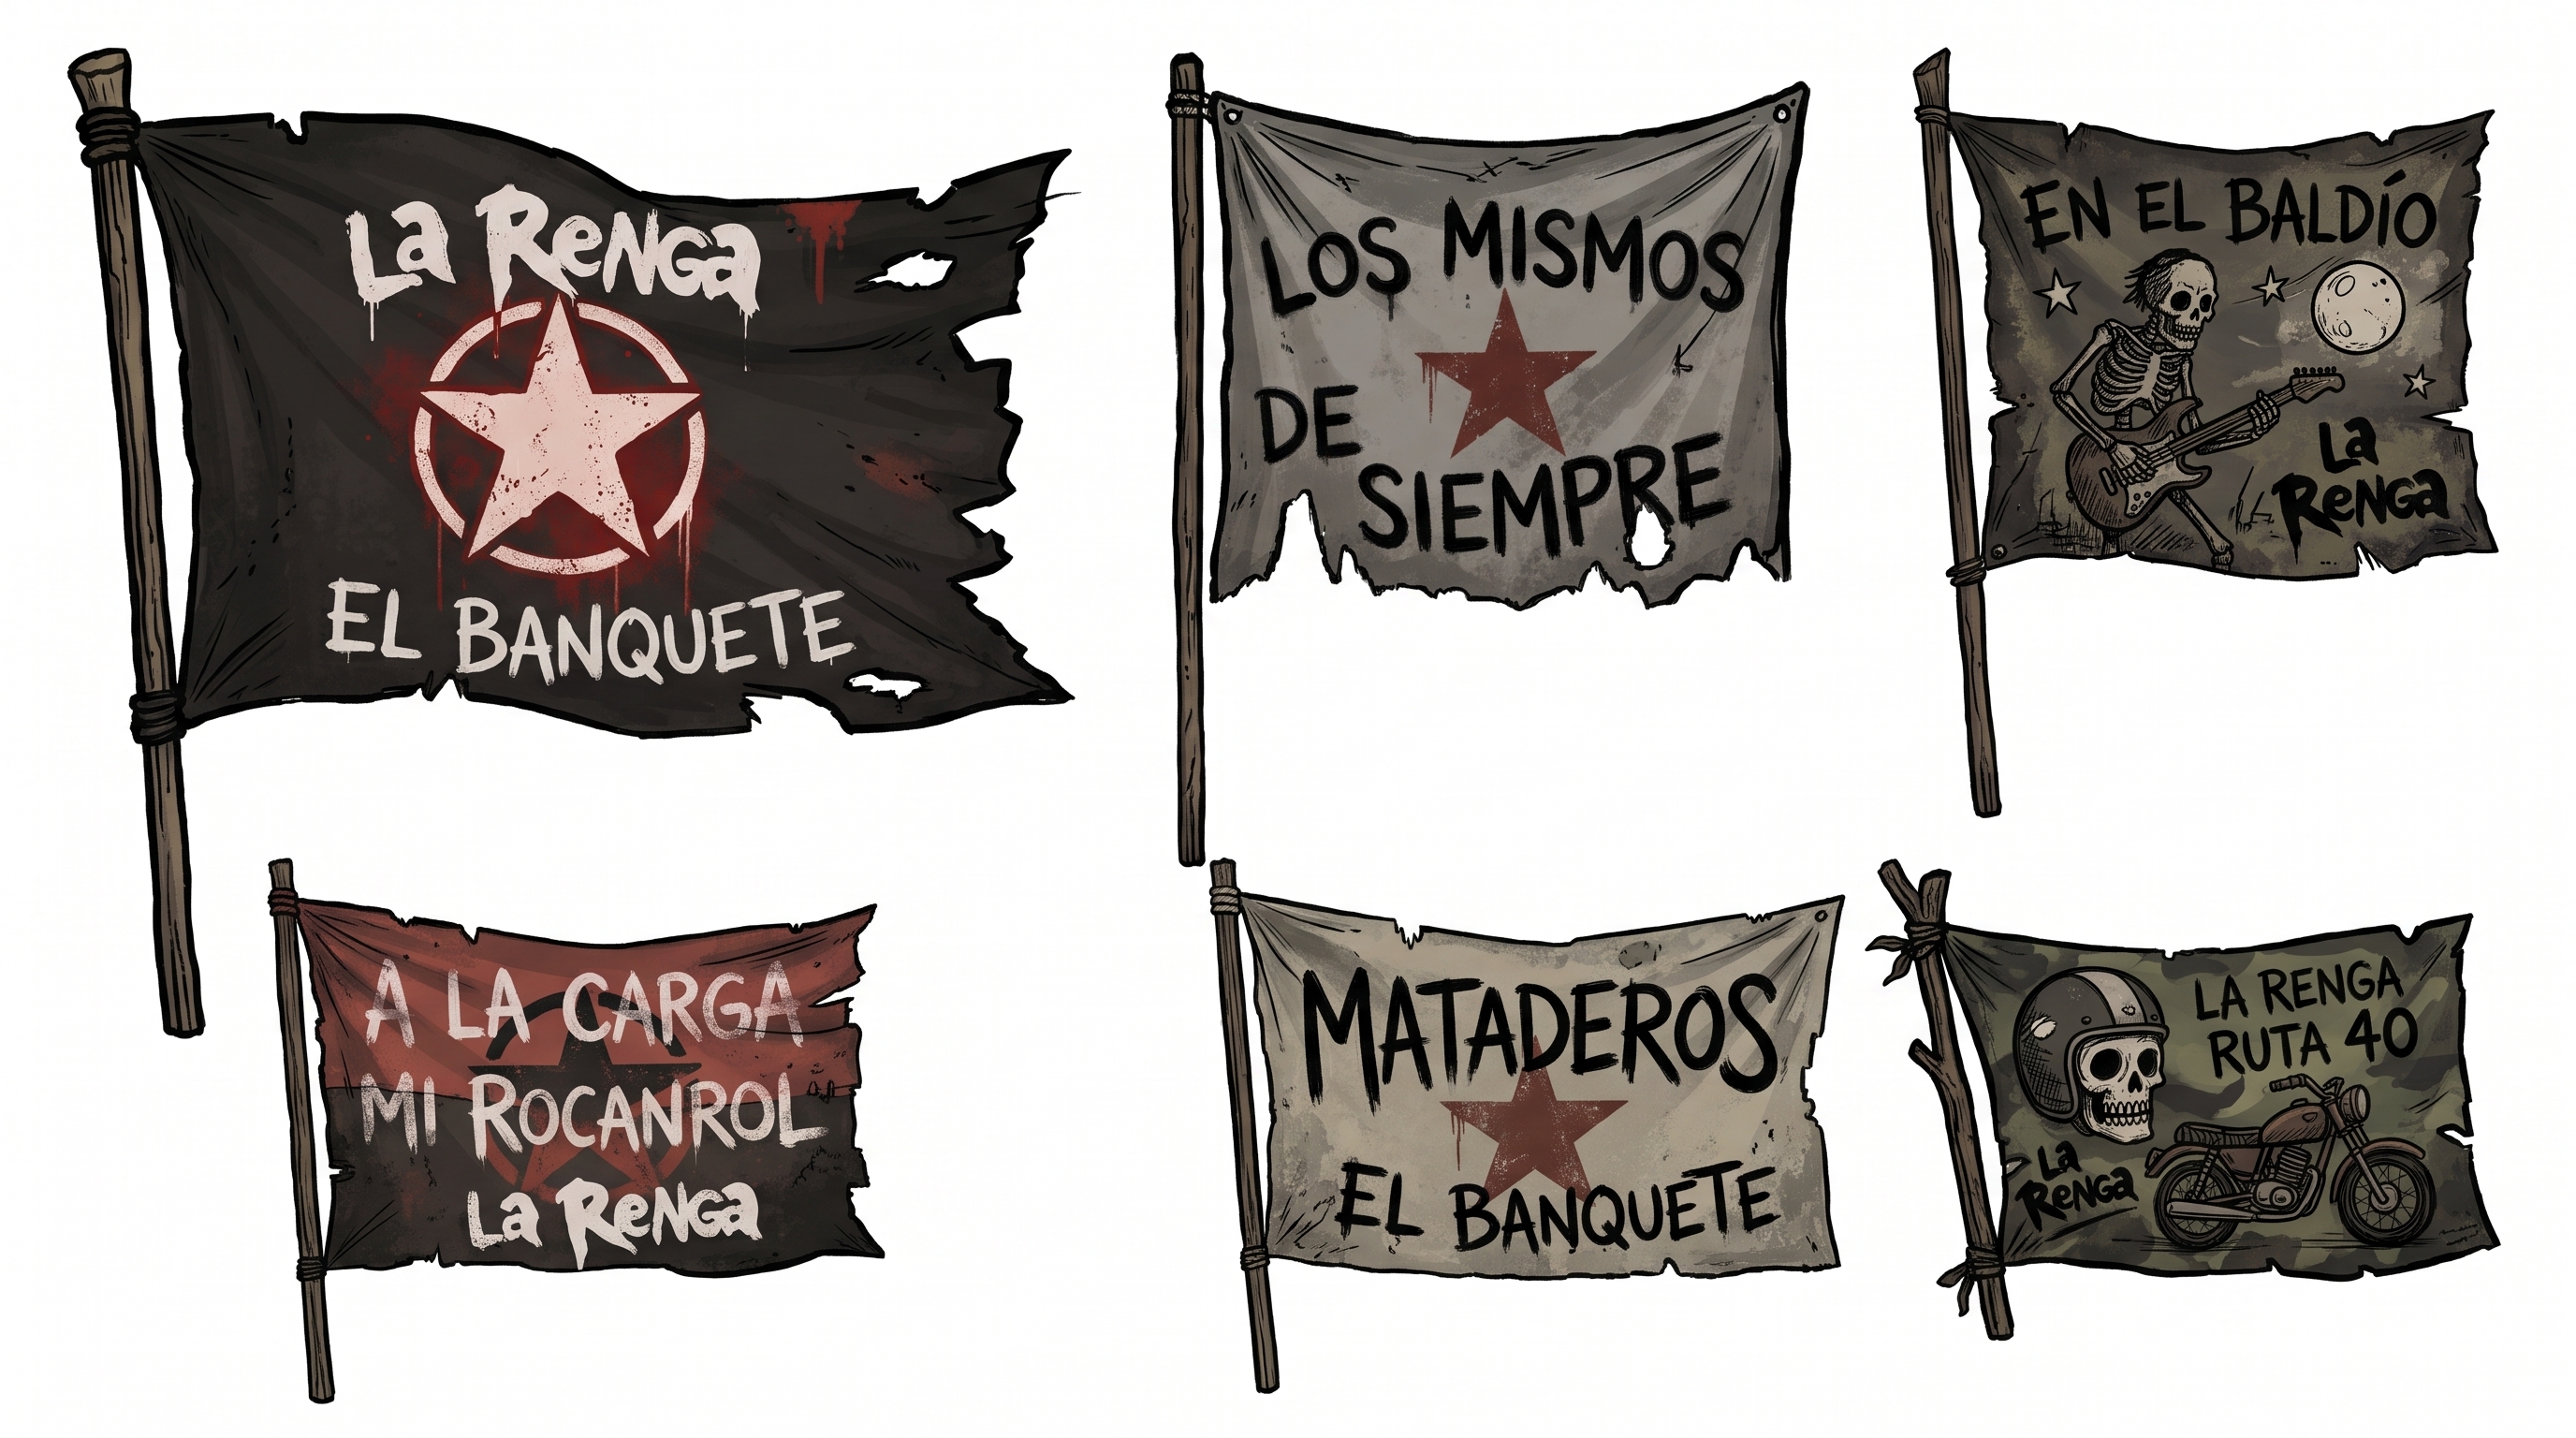 La Renga
EL BANQUETE
LOS MISMOS
DE
SIEMPRE
EN EL BALDÍO
La
Renga
A LA CARGA
MI ROCANROL
La Renga
MATADEROS
EL BANQUETE
LA RENGA
RUTA 40
La
Renga